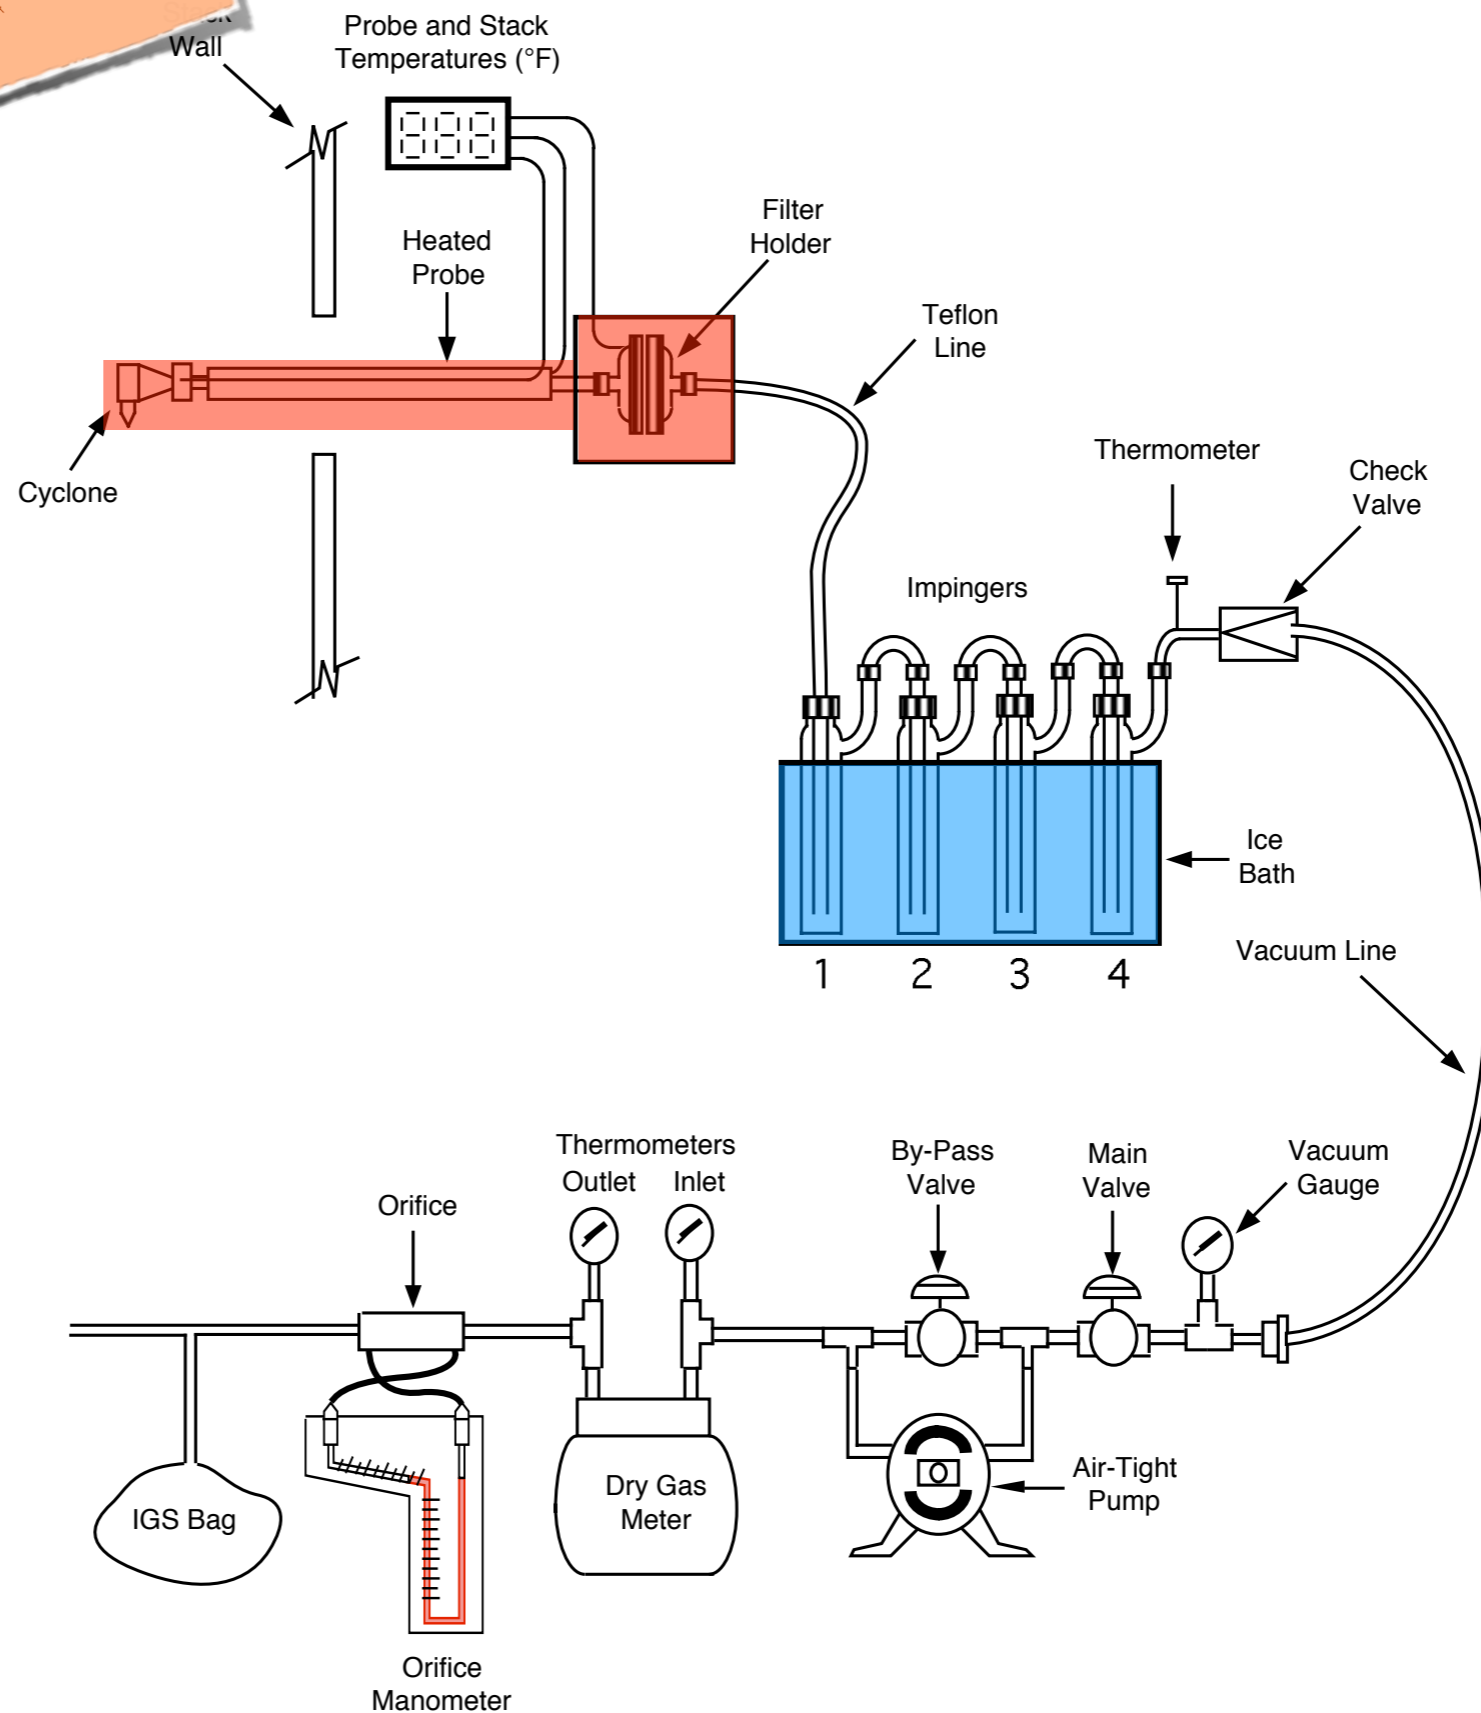 Stack
Wall
Probe and Stack
Temperatures (°F)
Heated
Probe
Filter
Holder
Teflon
Line
Cyclone
Thermometer
Check
Valve
Impingers
Ice
Bath
1 2 3 4
Vacuum Line
Thermometers
Outlet Inlet
By-Pass
Valve
Main
Valve
Vacuum
Gauge
Orifice
IGS Bag
Dry Gas
Meter
Air-Tight
Pump
Orifice
Manometer